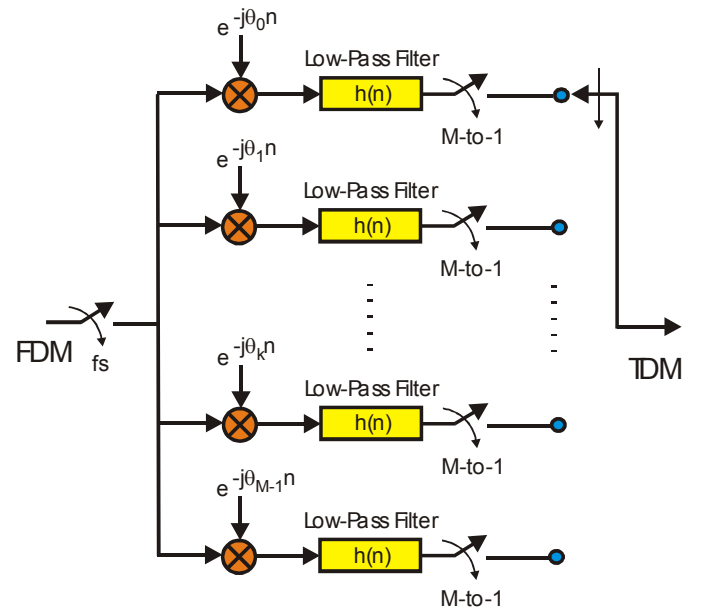 e^-jθ₀n
Low-Pass Filter
h(n)
M-to-1
e^-jθ₁n
Low-Pass Filter
h(n)
M-to-1
FDM
fs
TDM
e^-jθₖn
Low-Pass Filter
h(n)
M-to-1
e^-jθ_M-1n
Low-Pass Filter
h(n)
M-to-1